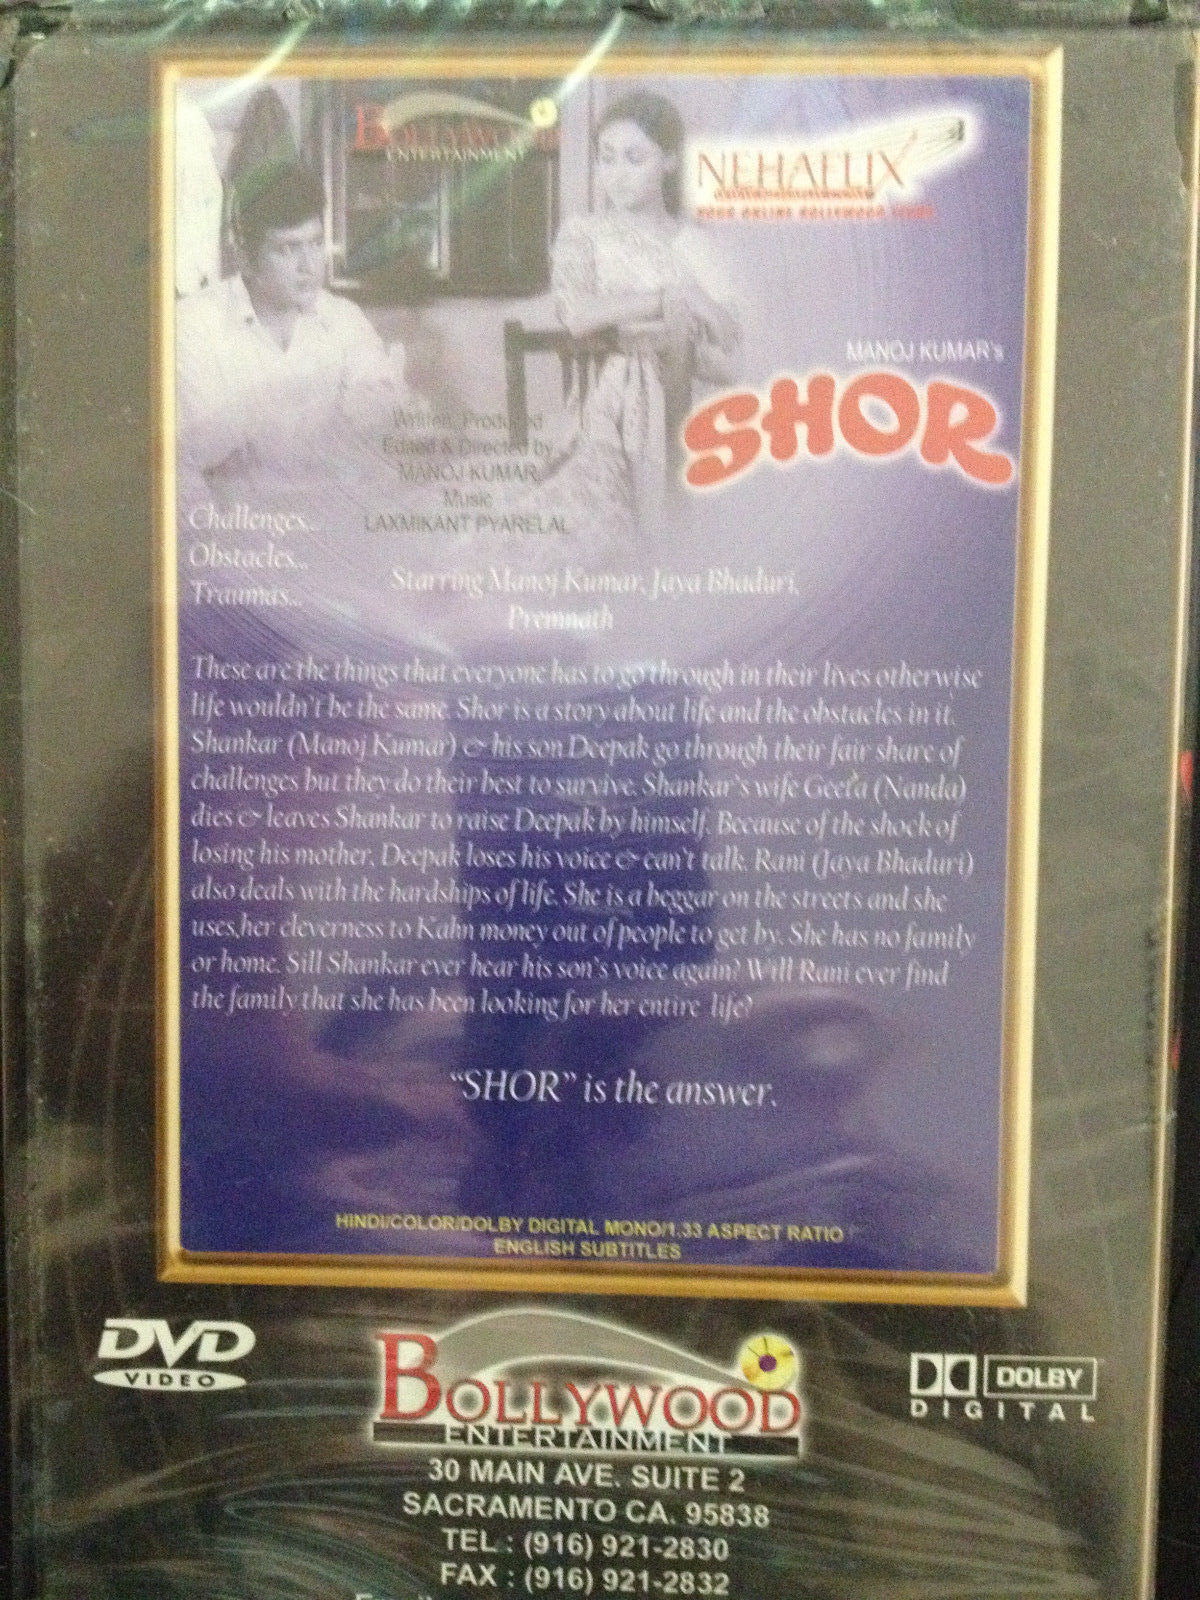 BOLLYWOOD
ENTERTAINMENT
NEHAFLIX
YOUR ONLINE BOLLYWOOD STORE
MANOJ KUMAR's
SHOR
Written, Produced
Edited & Directed by
MANOJ KUMAR
Music
LAXMIKANT PYARELAL
Challenges...
Obstacles...
Traumas...
Starring Manoj Kumar, Jaya Bhaduri,
Premnath
These are the things that everyone has to go through in their lives otherwise
life wouldn't be the same. Shor is a story about life and the obstacles in it.
Shankar (Manoj Kumar) & his son Deepak go through their fair share of
challenges but they do their best to survive. Shankar's wife Geeta (Nanda)
dies & leaves Shankar to raise Deepak by himself. Because of the shock of
losing his mother, Deepak loses his voice & can't talk. Rani (Jaya Bhaduri)
also deals with the hardships of life. She is a beggar on the streets and she
uses,her cleverness to Kahn money out of people to get by. She has no family
or home. Sill Shankar ever hear his son's voice again? Will Rani ever find
the family that she has been looking for her entire life?
"SHOR" is the answer.
HINDI/COLOR/DOLBY DIGITAL MONO/1.33 ASPECT RATIO
ENGLISH SUBTITLES
DVD
VIDEO
BOLLYWOOD
ENTERTAINMENT
DOLBY
DIGITAL
30 MAIN AVE. SUITE 2
SACRAMENTO CA. 95838
TEL : (916) 921-2830
FAX : (916) 921-2832